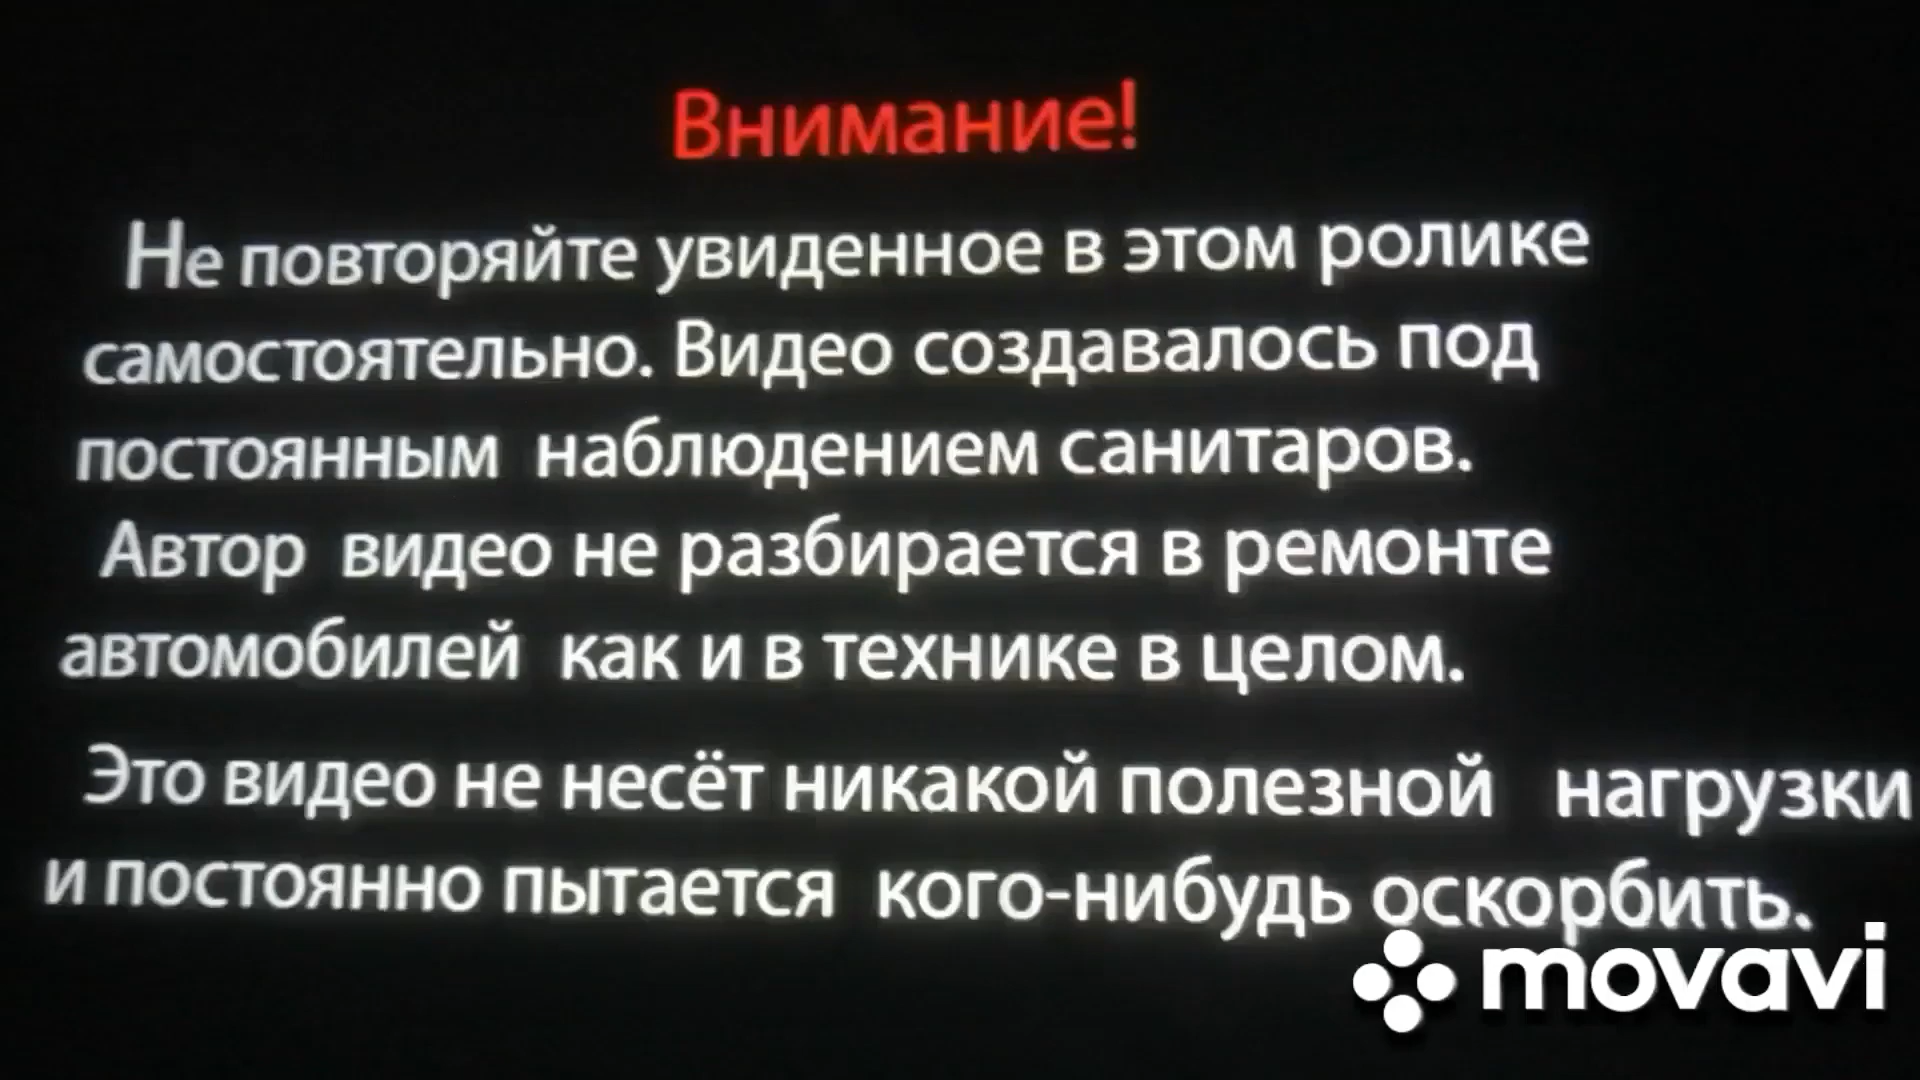 Внимание!
Не повторяйте увиденное в этом ролике
самостоятельно. Видео создавалось под
постоянным наблюдением санитаров.
Автор видео не разбирается в ремонте
автомобилей как и в технике в целом.
Это видео не несёт никакой полезной нагрузки
и постоянно пытается кого-нибудь оскорбить.
movavi